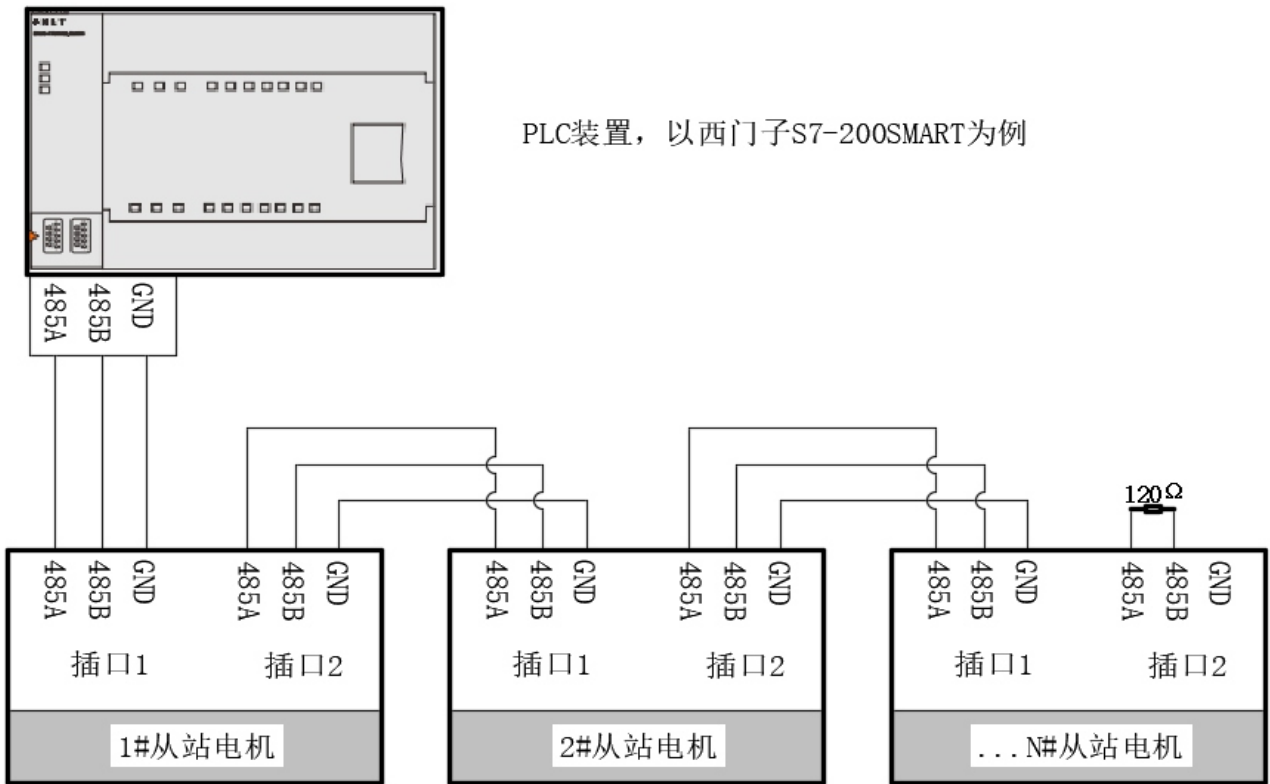 HLT
PLC装置，以西门子S7-200SMART为例
485A 485B GND
120Ω
485A 485B GND 485A 485B GND
插口1 插口2
1#从站电机
485A 485B GND 485A 485B GND
插口1 插口2
2#从站电机
485A 485B GND 485A 485B GND
插口1 插口2
...N#从站电机